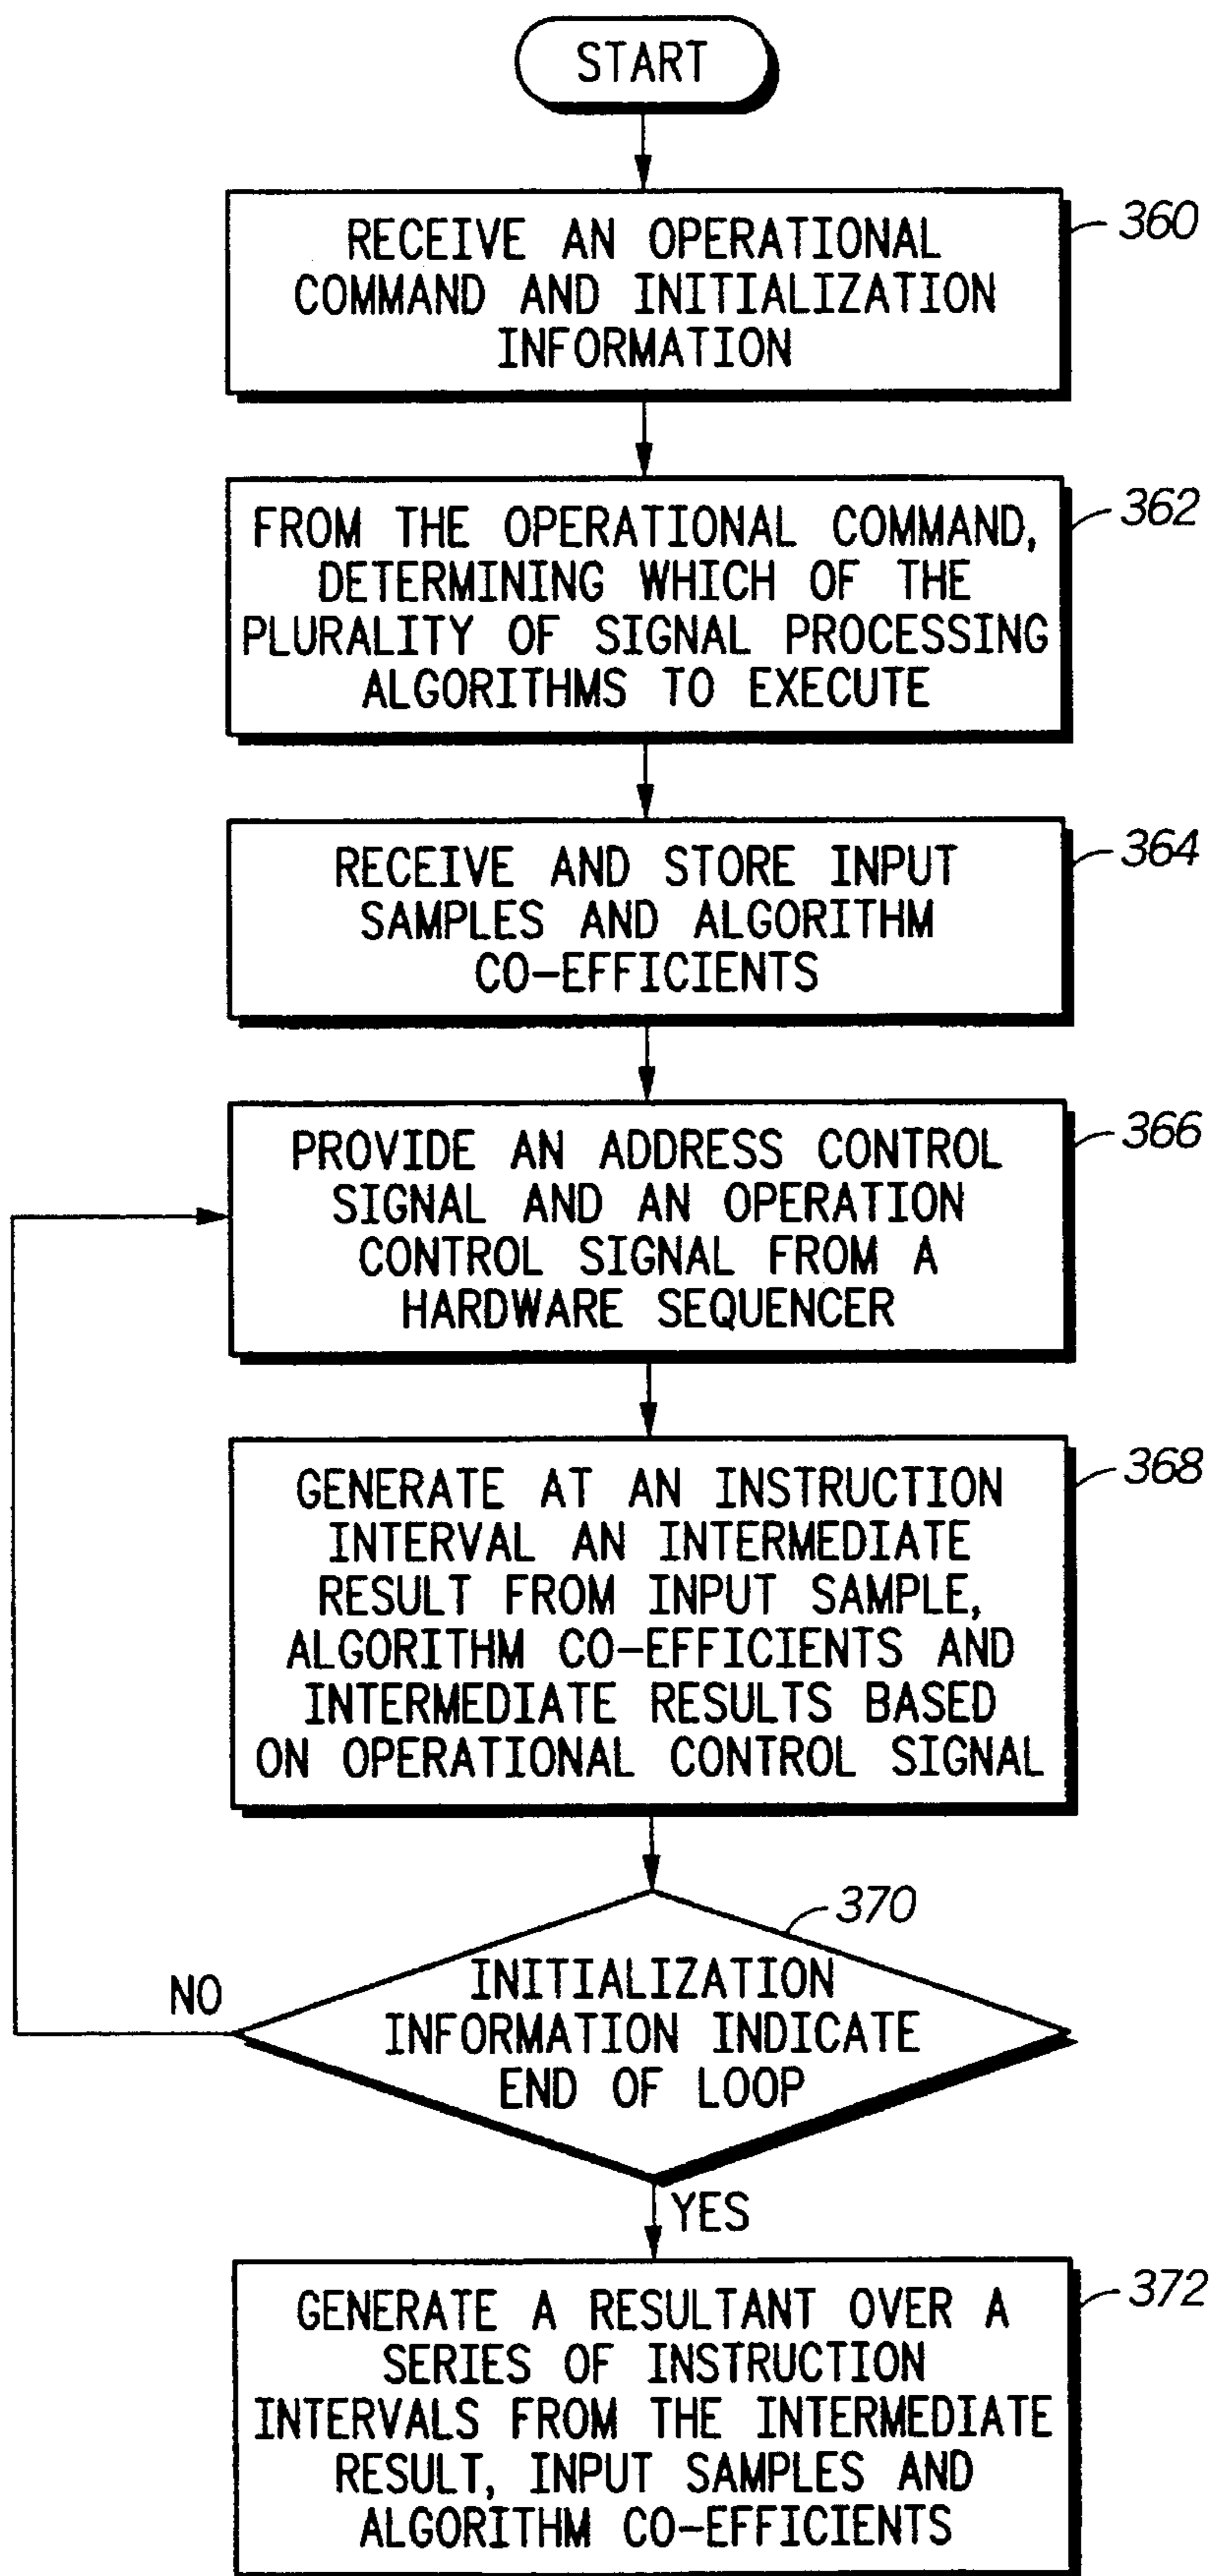 START
RECEIVE AN OPERATIONAL
COMMAND AND INITIALIZATION
INFORMATION
360
FROM THE OPERATIONAL COMMAND,
DETERMINING WHICH OF THE
PLURALITY OF SIGNAL PROCESSING
ALGORITHMS TO EXECUTE
362
RECEIVE AND STORE INPUT
SAMPLES AND ALGORITHM
CO-EFFICIENTS
364
PROVIDE AN ADDRESS CONTROL
SIGNAL AND AN OPERATION
CONTROL SIGNAL FROM A
HARDWARE SEQUENCER
366
GENERATE AT AN INSTRUCTION
INTERVAL AN INTERMEDIATE
RESULT FROM INPUT SAMPLE,
ALGORITHM CO-EFFICIENTS AND
INTERMEDIATE RESULTS BASED
ON OPERATIONAL CONTROL SIGNAL
368
370
INITIALIZATION
INFORMATION INDICATE
END OF LOOP
NO
YES
GENERATE A RESULTANT OVER A
SERIES OF INSTRUCTION
INTERVALS FROM THE INTERMEDIATE
RESULT, INPUT SAMPLES AND
ALGORITHM CO-EFFICIENTS
372